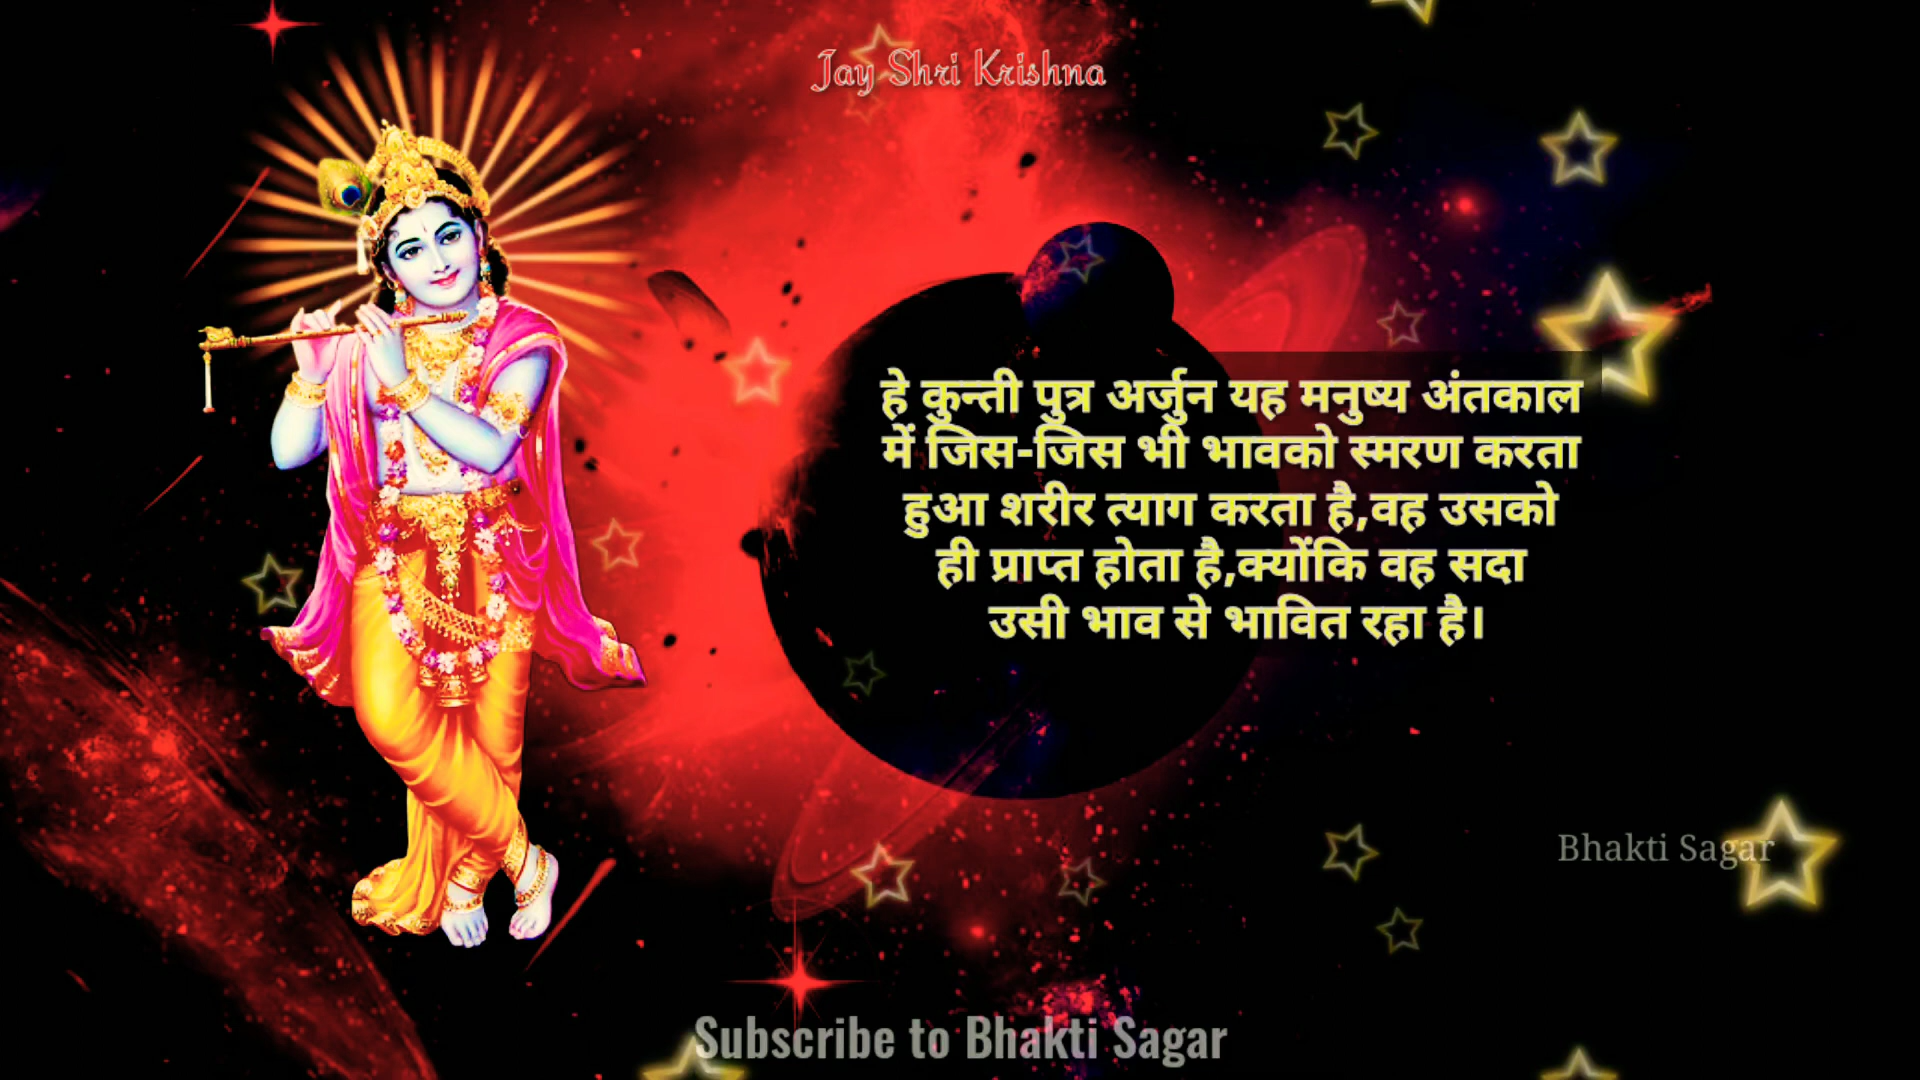 Jay Shri Krishna
हे कुन्ती पुत्र अर्जुन यह मनुष्य अंतकाल
में जिस-जिस भी भावको स्मरण करता
हुआ शरीर त्याग करता है,वह उसको
ही प्राप्त होता है,क्योंकि वह सदा
उसी भाव से भावित रहा है।
Bhakti Sagar
Subscribe to Bhakti Sagar